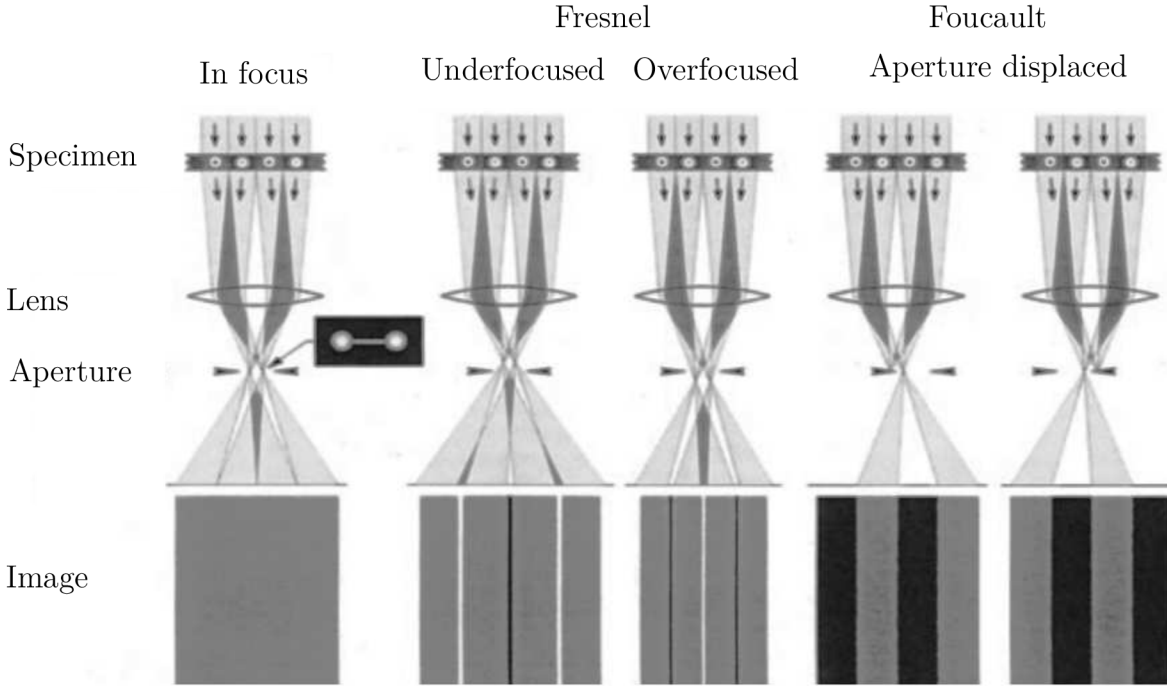 Fresnel
Foucault
In focus
Underfocused
Overfocused
Aperture displaced
Specimen
Lens
Aperture
Image